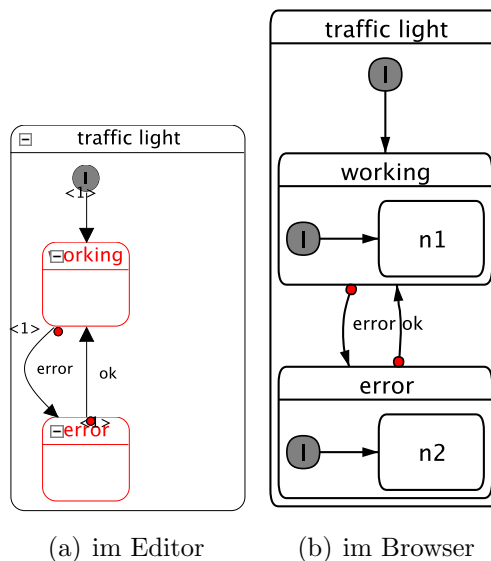 traffic light
I
<1>
working
<1>
error
ok
<1>
error
(a) im Editor
traffic light
I
working
I
n1
error
ok
error
I
n2
(b) im Browser